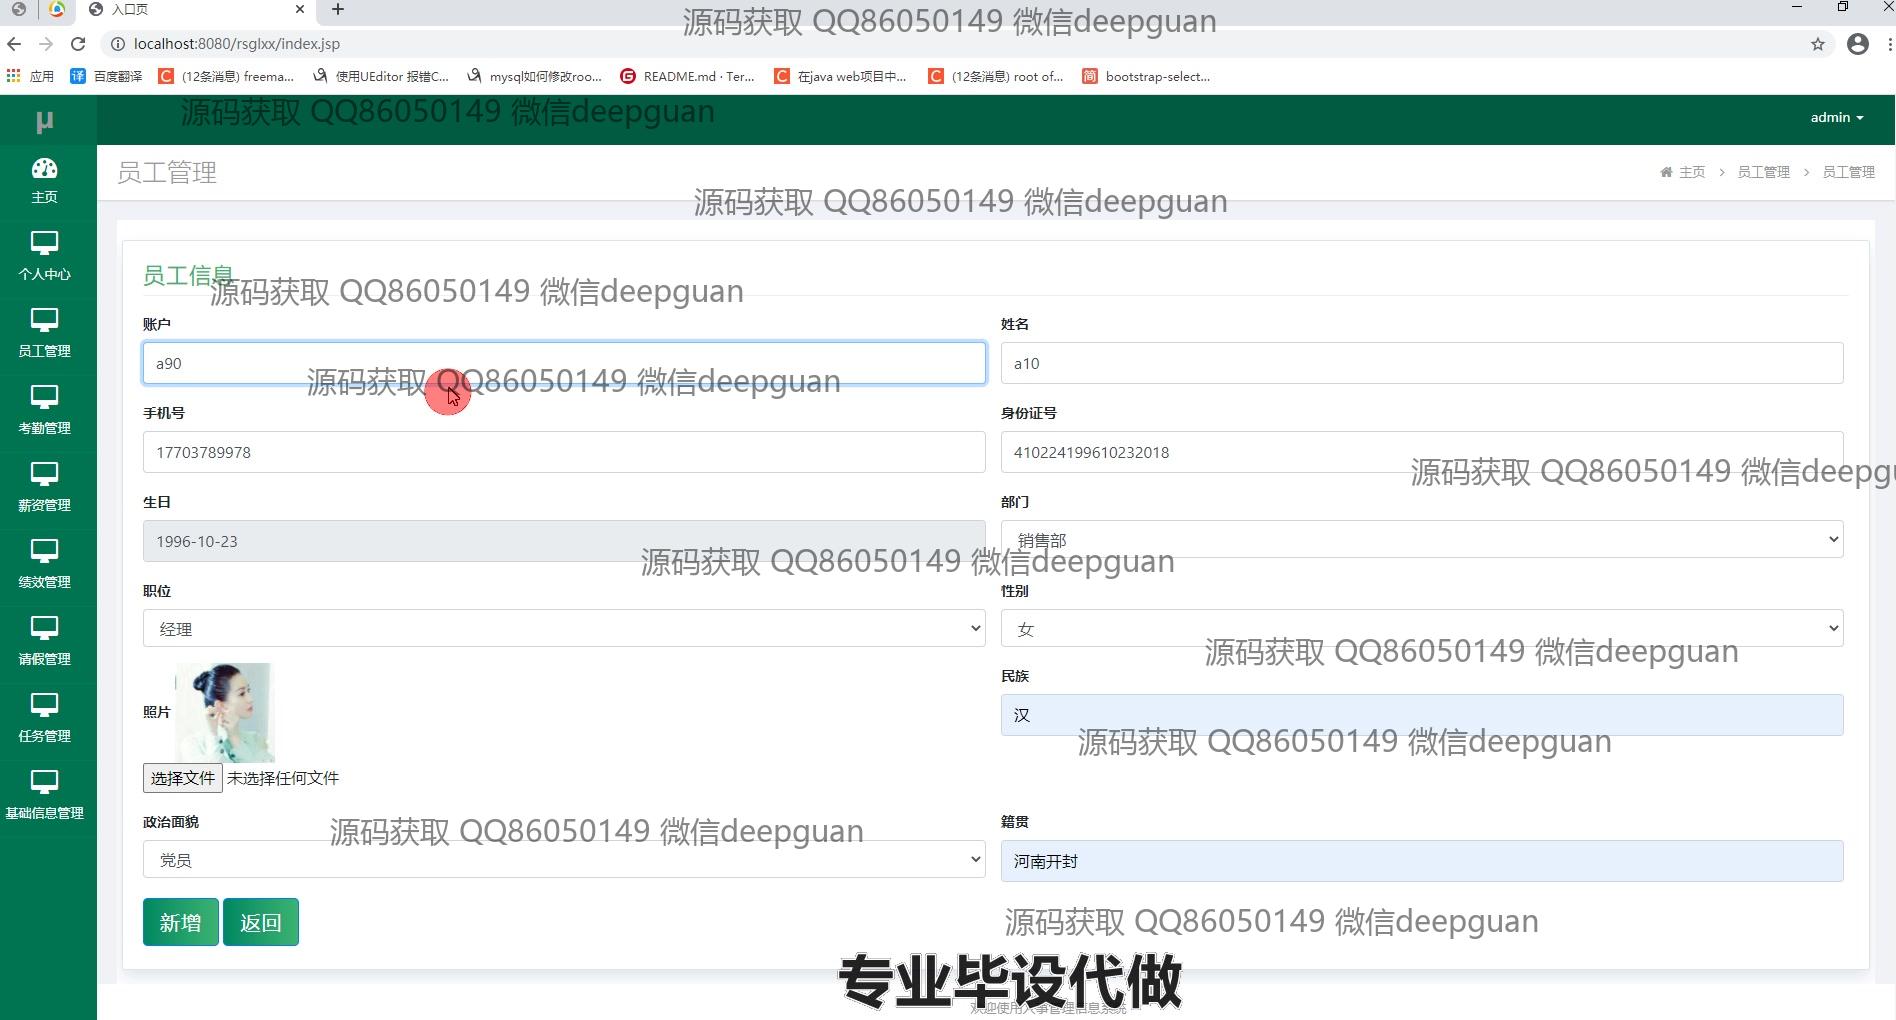 入口页
源码获取 QQ86050149 微信deepguan
localhost:8080/rsglxx/index.jsp
应用
百度翻译
(12条消息) freema...
使用UEditor 报错C...
mysql如何修改roo...
README.md · Ter...
在java web项目中...
(12条消息) root of...
bootstrap-select...
μ
源码获取 QQ86050149 微信deepguan
admin
主页
个人中心
员工管理
考勤管理
薪资管理
绩效管理
请假管理
任务管理
基础信息管理
员工管理
主页 > 员工管理 > 员工管理
源码获取 QQ86050149 微信deepguan
员工信息
源码获取 QQ86050149 微信deepguan
账户
姓名
a90
a10
源码获取 QQ86050149 微信deepguan
手机号
身份证号
17703789978
410224199610232018
源码获取 QQ86050149 微信deepgu
生日
部门
1996-10-23
销售部
源码获取 QQ86050149 微信deepguan
职位
性别
经理
女
源码获取 QQ86050149 微信deepguan
照片
民族
汉
源码获取 QQ86050149 微信deepguan
选择文件 未选择任何文件
政治面貌
籍贯
源码获取 QQ86050149 微信deepguan
党员
河南开封
新增
返回
源码获取 QQ86050149 微信deepguan
专业毕设代做
欢迎使用人事管理信息系统